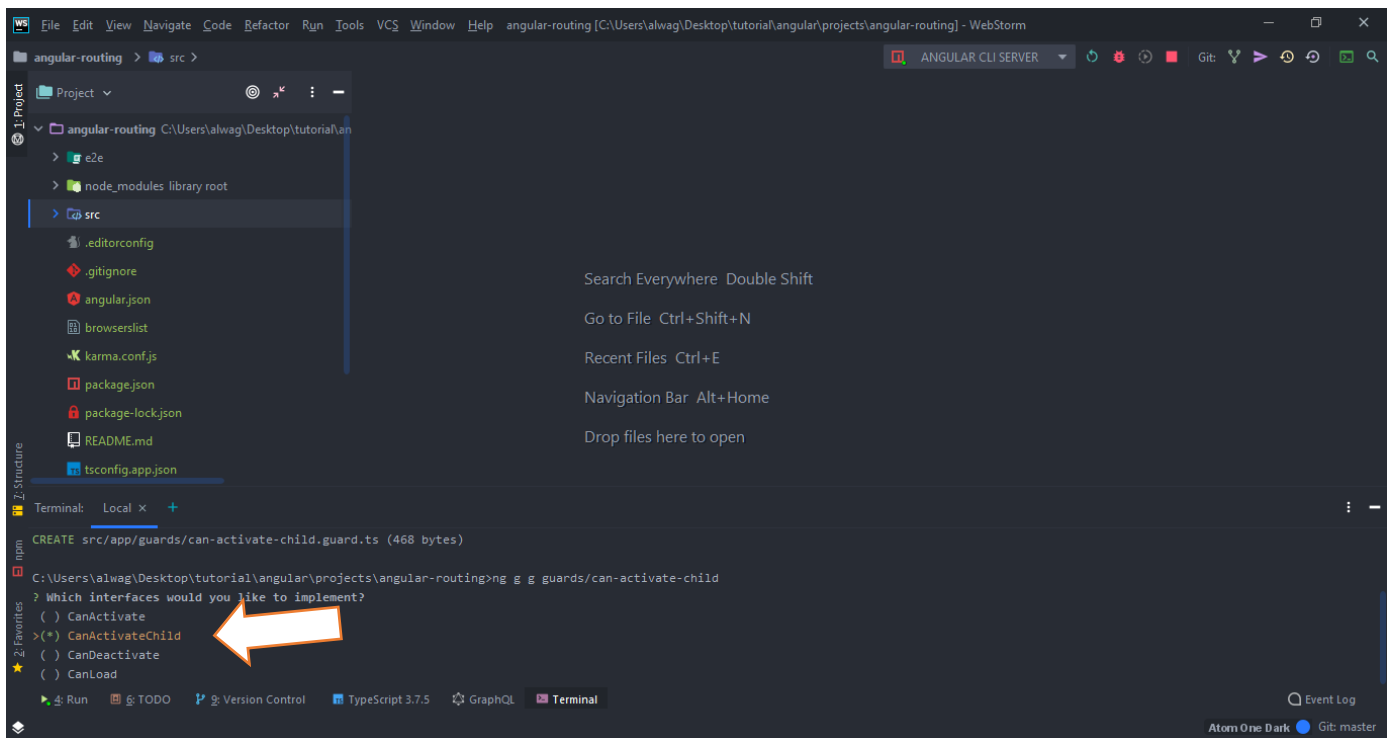 WS File Edit View Navigate Code Refactor Run Tools VCS Window Help angular-routing [C:\Users\alwag\Desktop\tutorial\angular\projects\angular-routing] - WebStorm
angular-routing > src >
ANGULAR CLI SERVER
Git:
1: Project
Project
angular-routing C:\Users\alwag\Desktop\tutorial\an
e2e
node_modules library root
src
.editorconfig
.gitignore
angular.json
browserslist
karma.conf.js
package.json
package-lock.json
README.md
tsconfig.app.json
Search Everywhere Double Shift
Go to File Ctrl+Shift+N
Recent Files Ctrl+E
Navigation Bar Alt+Home
Drop files here to open
7: Structure
npm
2: Favorites
Terminal: Local × +
CREATE src/app/guards/can-activate-child.guard.ts (468 bytes)
C:\Users\alwag\Desktop\tutorial\angular\projects\angular-routing>ng g g guards/can-activate-child
? Which interfaces would you like to implement?
( ) CanActivate
>(*) CanActivateChild
( ) CanDeactivate
( ) CanLoad
4: Run 6: TODO 9: Version Control TypeScript 3.7.5 GraphQL Terminal Event Log
Atom One Dark Git: master